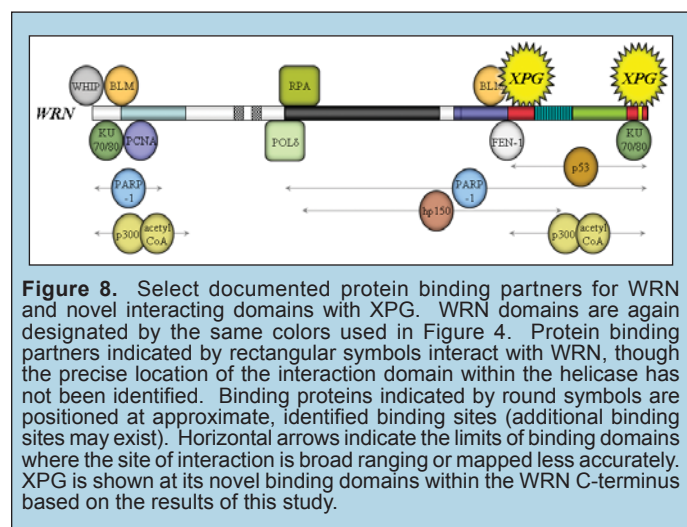 WHIP BLM RPA BLM XPG XPG
WRN
KU 70/80 PCNA POLδ FEN-1 KU 70/80
p53
PARP -1 PARP -1
hp150
p300 acetyl CoA p300 acetyl CoA
Figure 8. Select documented protein binding partners for WRN
and novel interacting domains with XPG. WRN domains are again
designated by the same colors used in Figure 4. Protein binding
partners indicated by rectangular symbols interact with WRN, though
the precise location of the interaction domain within the helicase has
not been identified. Binding proteins indicated by round symbols are
positioned at approximate, identified binding sites (additional binding
sites may exist). Horizontal arrows indicate the limits of binding domains
where the site of interaction is broad ranging or mapped less accurately.
XPG is shown at its novel binding domains within the WRN C-terminus
based on the results of this study.